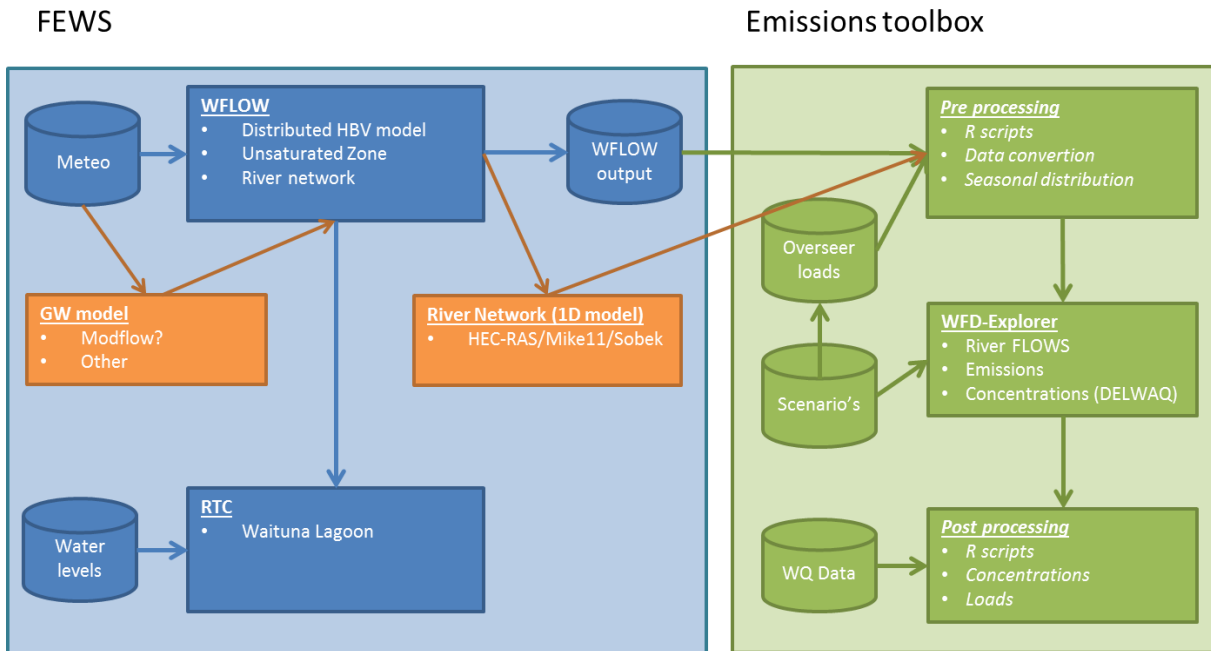 FEWS
Emissions toolbox
Meteo
WFLOW
• Distributed HBV model
• Unsaturated Zone
• River network
WFLOW
output
GW model
• Modflow?
• Other
River Network (1D model)
• HEC-RAS/Mike11/Sobek
Water
levels
RTC
• Waituna Lagoon
Pre processing
• R scripts
• Data convertion
• Seasonal distribution
Overseer
loads
Scenario’s
WFD-Explorer
• River FLOWS
• Emissions
• Concentrations (DELWAQ)
WQ Data
Post processing
• R scripts
• Concentrations
• Loads